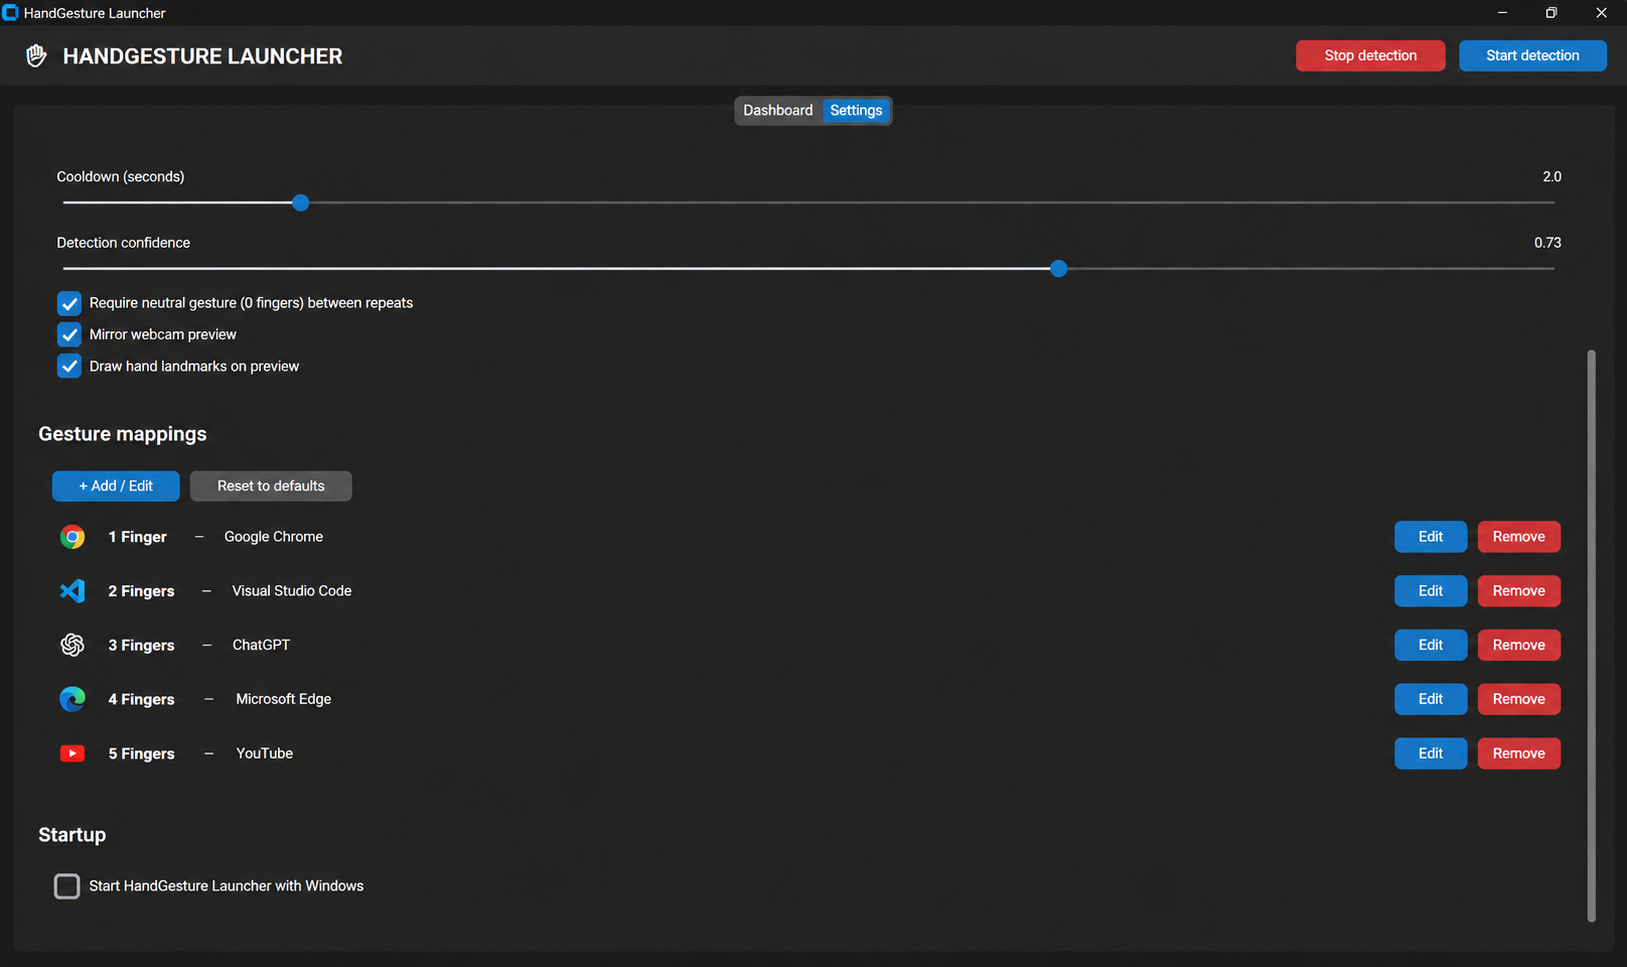 HandGesture Launcher
HANDGESTURE LAUNCHER
Stop detection
Start detection
Dashboard
Settings
Cooldown (seconds)
2.0
Detection confidence
0.73
Require neutral gesture (0 fingers) between repeats
Mirror webcam preview
Draw hand landmarks on preview
Gesture mappings
+ Add / Edit
Reset to defaults
1 Finger – Google Chrome
Edit
Remove
2 Fingers – Visual Studio Code
Edit
Remove
3 Fingers – ChatGPT
Edit
Remove
4 Fingers – Microsoft Edge
Edit
Remove
5 Fingers – YouTube
Edit
Remove
Startup
Start HandGesture Launcher with Windows